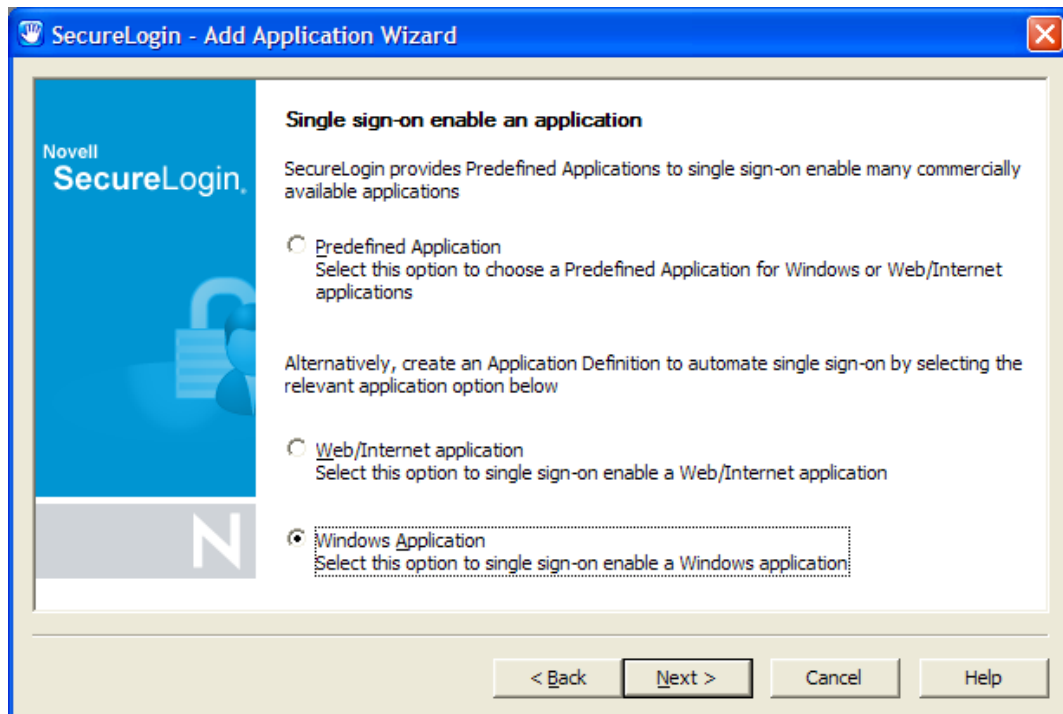 SecureLogin - Add Application Wizard
Novell
SecureLogin.
Single sign-on enable an application
SecureLogin provides Predefined Applications to single sign-on enable many commercially
available applications
Predefined Application
Select this option to choose a Predefined Application for Windows or Web/Internet
applications
Alternatively, create an Application Definition to automate single sign-on by selecting the
relevant application option below
Web/Internet application
Select this option to single sign-on enable a Web/Internet application
N
Windows Application
Select this option to single sign-on enable a Windows application
< Back
Next >
Cancel
Help